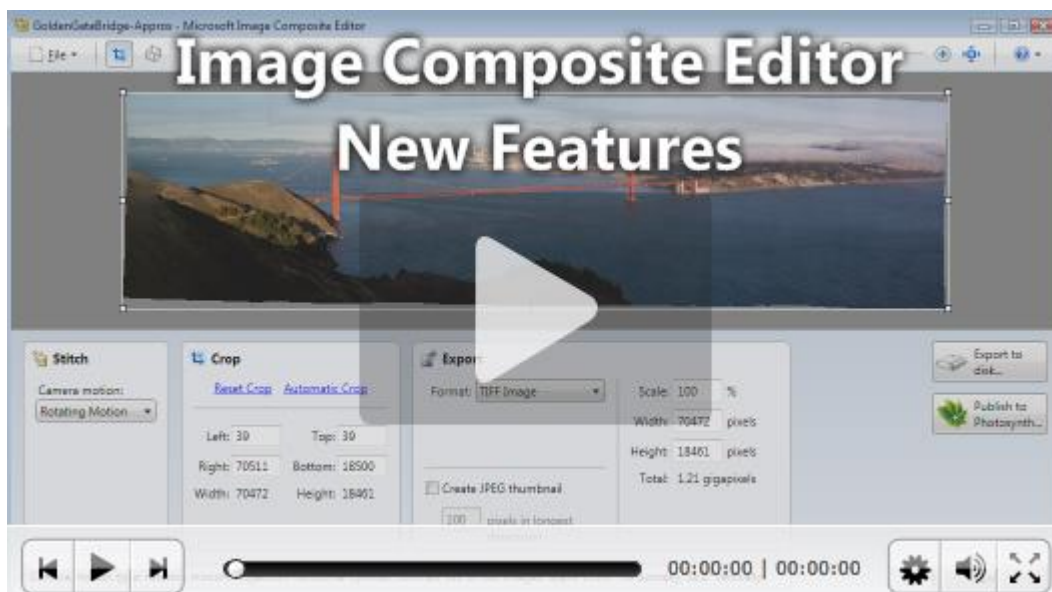 GoldenGateBridge-Approx - Microsoft Image Composite Editor
File
Image Composite Editor
New Features
Stitch
Camera motion:
Rotating Motion
Crop
Reset Crop Automatic Crop
Left: 39 Top: 39
Right: 70511 Bottom: 18500
Width: 70472 Height: 18461
Export
Format: TIFF Image
Create JPEG thumbnail
100 pixels in longest
Scale: 100 %
Width: 70472 pixels
Height: 18461 pixels
Total: 1.21 gigapixels
Export to
disk...
Publish to
Photosynth...
00:00:00 | 00:00:00